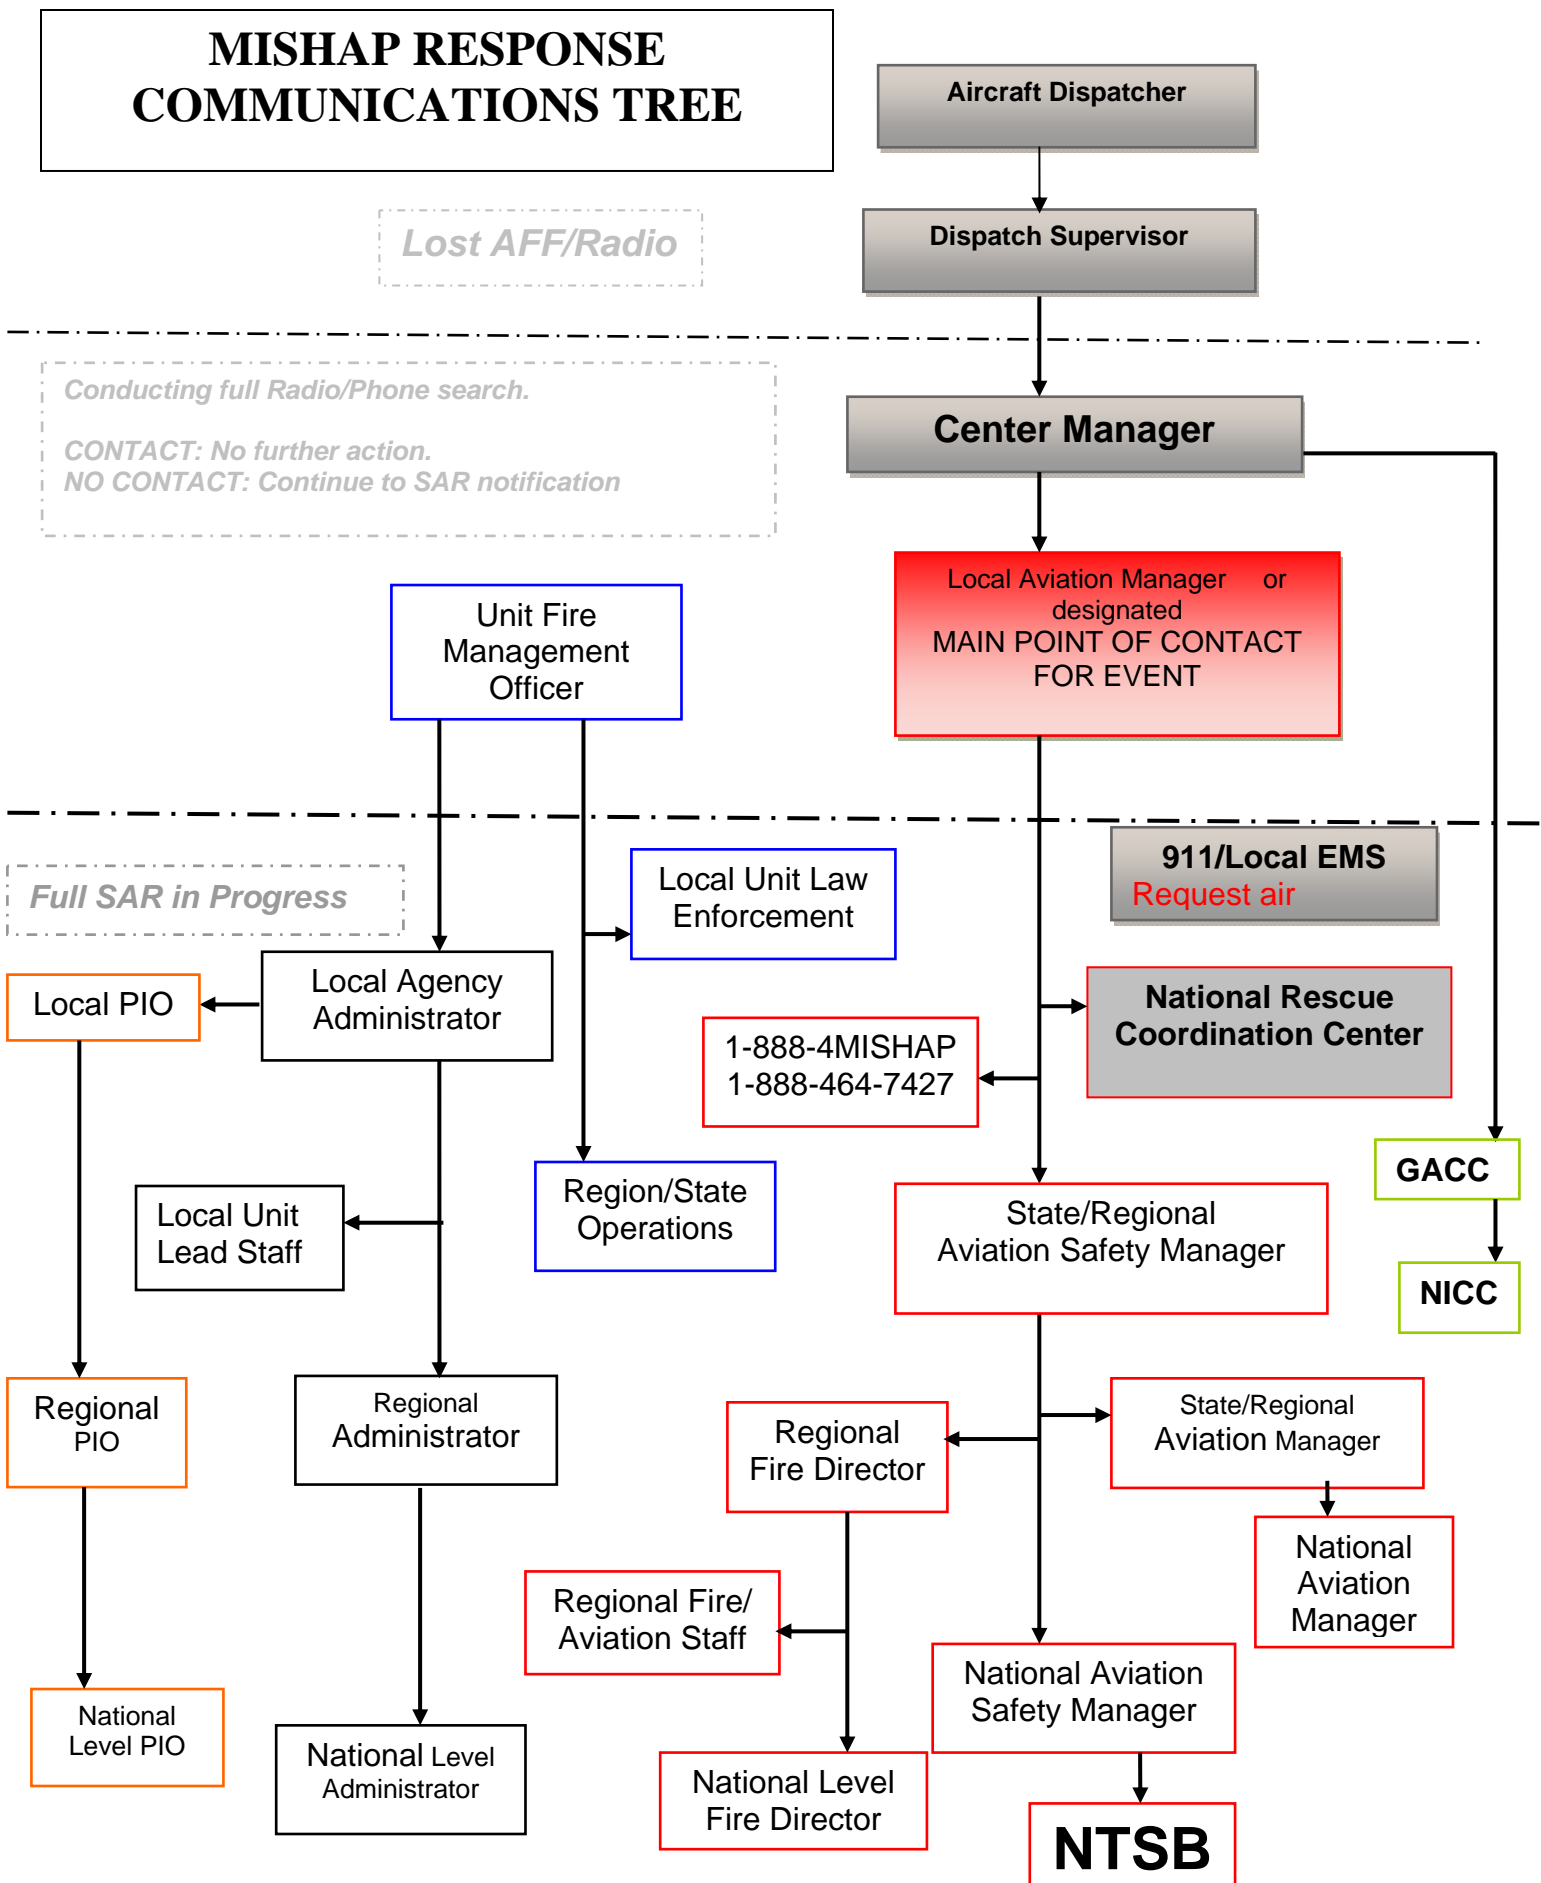 MISHAP RESPONSE
COMMUNICATIONS TREE
Aircraft Dispatcher
Lost AFF/Radio
Dispatch Supervisor
Conducting full Radio/Phone search.
CONTACT: No further action.
NO CONTACT: Continue to SAR notification
Center Manager
Local Aviation Manager or
designated
MAIN POINT OF CONTACT
FOR EVENT
Unit Fire
Management
Officer
911/Local EMS
Request air
Full SAR in Progress
Local Unit Law
Enforcement
Local PIO
Local Agency
Administrator
National Rescue
Coordination Center
1-888-4MISHAP
1-888-464-7427
GACC
Local Unit
Lead Staff
Region/State
Operations
State/Regional
Aviation Safety Manager
NICC
Regional
PIO
Regional
Administrator
Regional
Fire Director
State/Regional
Aviation Manager
National
Aviation
Manager
Regional Fire/
Aviation Staff
National Aviation
Safety Manager
National
Level PIO
National Level
Administrator
National Level
Fire Director
NTSB